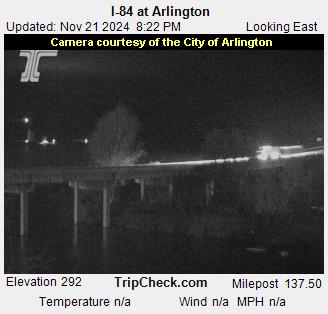 I-84 at Arlington
Updated: Nov 21 2024 8:22 PM Looking East
Camera courtesy of the City of Arlington
Elevation 292 TripCheck.com Milepost 137.50
Temperature n/a Wind n/a MPH n/a